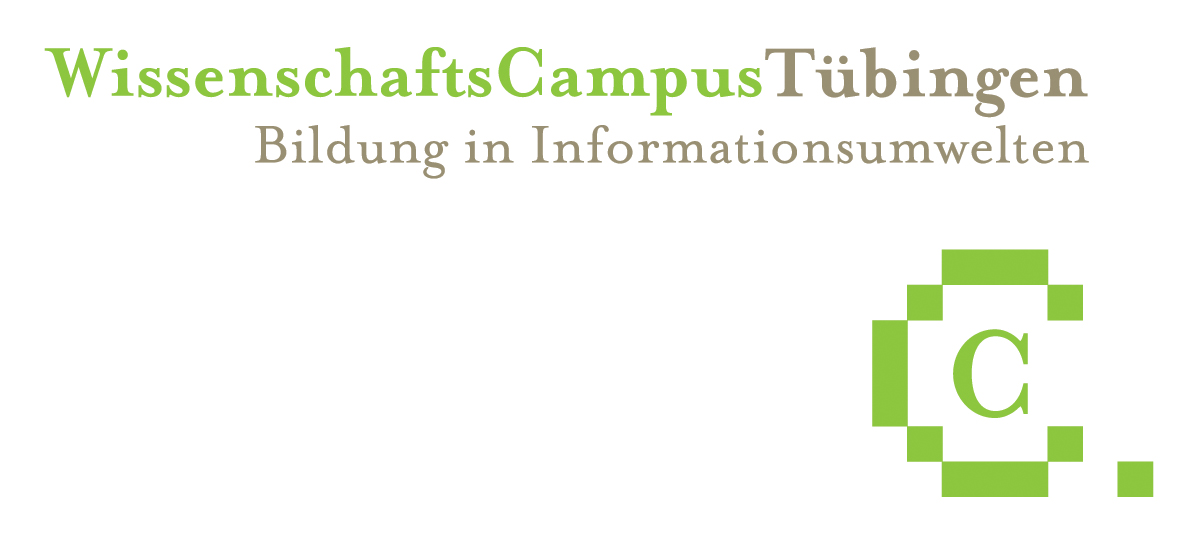 WissenschaftsCampusTübingen
Bildung in Informationsumwelten
C